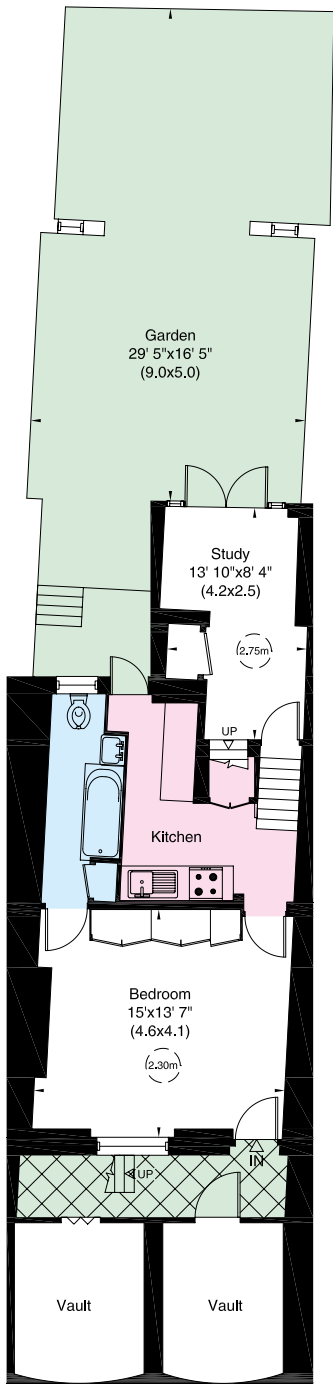 Garden
29' 5"x16' 5"
(9.0x5.0)
Study
13' 10"x8' 4"
(4.2x2.5)
2.75m
UP
Kitchen
Bedroom
15'x13' 7"
(4.6x4.1)
2.30m
UP
IN
Vault
Vault